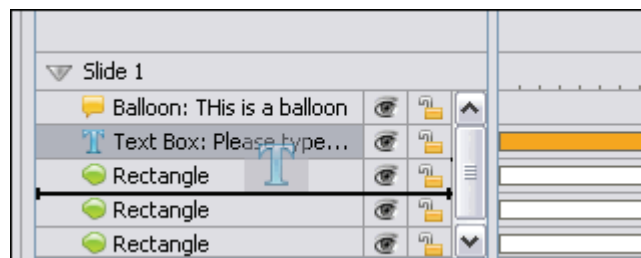 Slide 1
Balloon: THis is a balloon
Text Box: Please type...
Rectangle
Rectangle
Rectangle